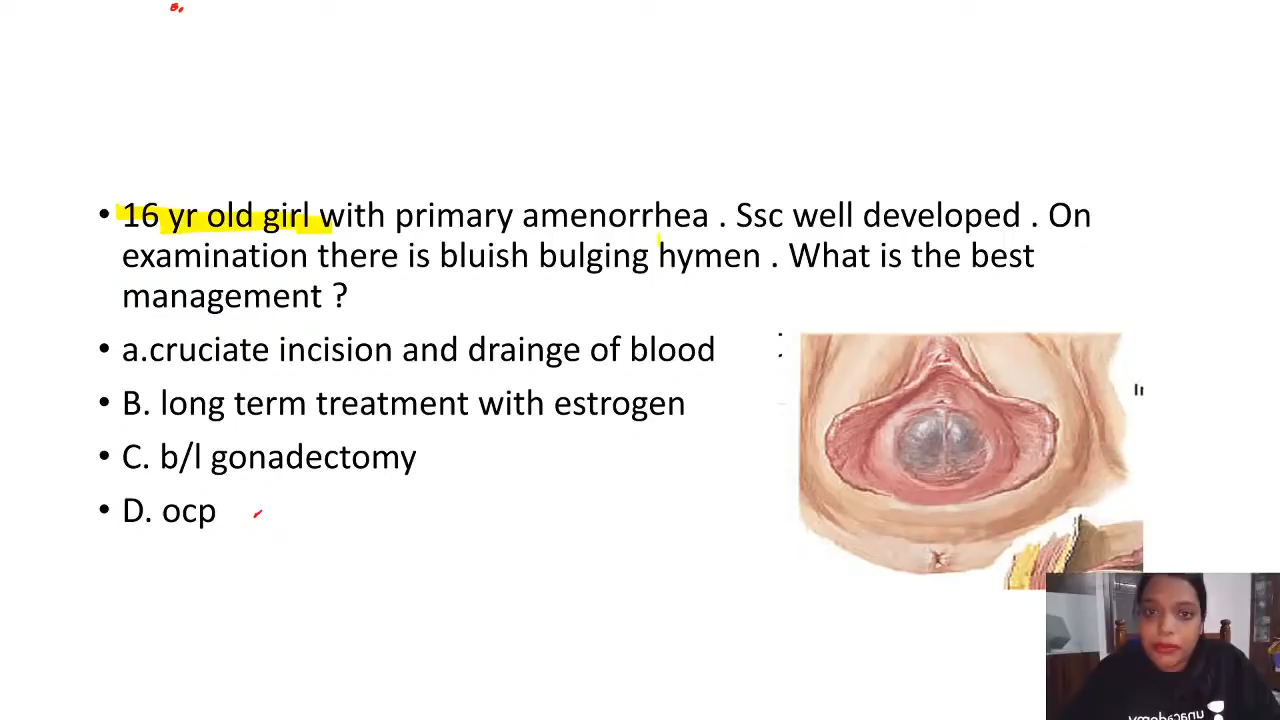 • 16 yr old girl with primary amenorrhea . Ssc well developed . On
examination there is bluish bulging hymen . What is the best
management ?
• a.cruciate incision and drainge of blood
• B. long term treatment with estrogen
• C. b/l gonadectomy
• D. ocp
unacademy